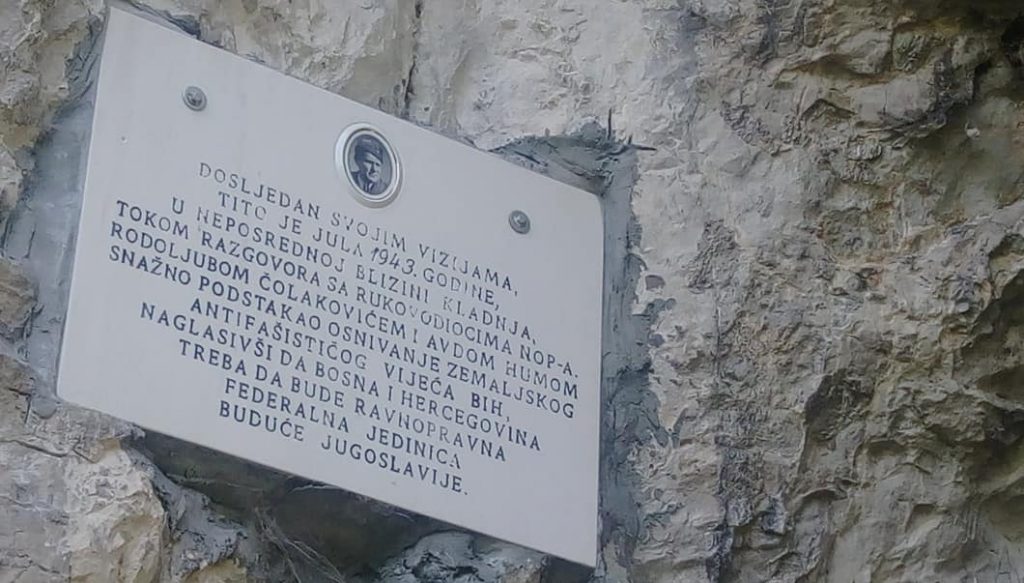 DOSLJEDAN SVOJIM VIZIJAMA,
TITO JE JULA 1943. GODINE,
U NEPOSREDNOJ BLIZINI KLADNJA,
TOKOM RAZGOVORA SA RUKOVODIOCIMA NOP-A.
RODOLJUBOM ČOLAKOVIĆEM I AVDOM HUMOM
SNAŽNO PODSTAKAO OSNIVANJE ZEMALJSKOG
ANTIFAŠISTIČOG VIJEĆA BIH,
NAGLASIVŠI DA BOSNA I HERCEGOVINA
TREBA DA BUDE RAVNOPRAVNA
FEDERALNA JEDINICA
BUDUĆE JUGOSLAVIJE.